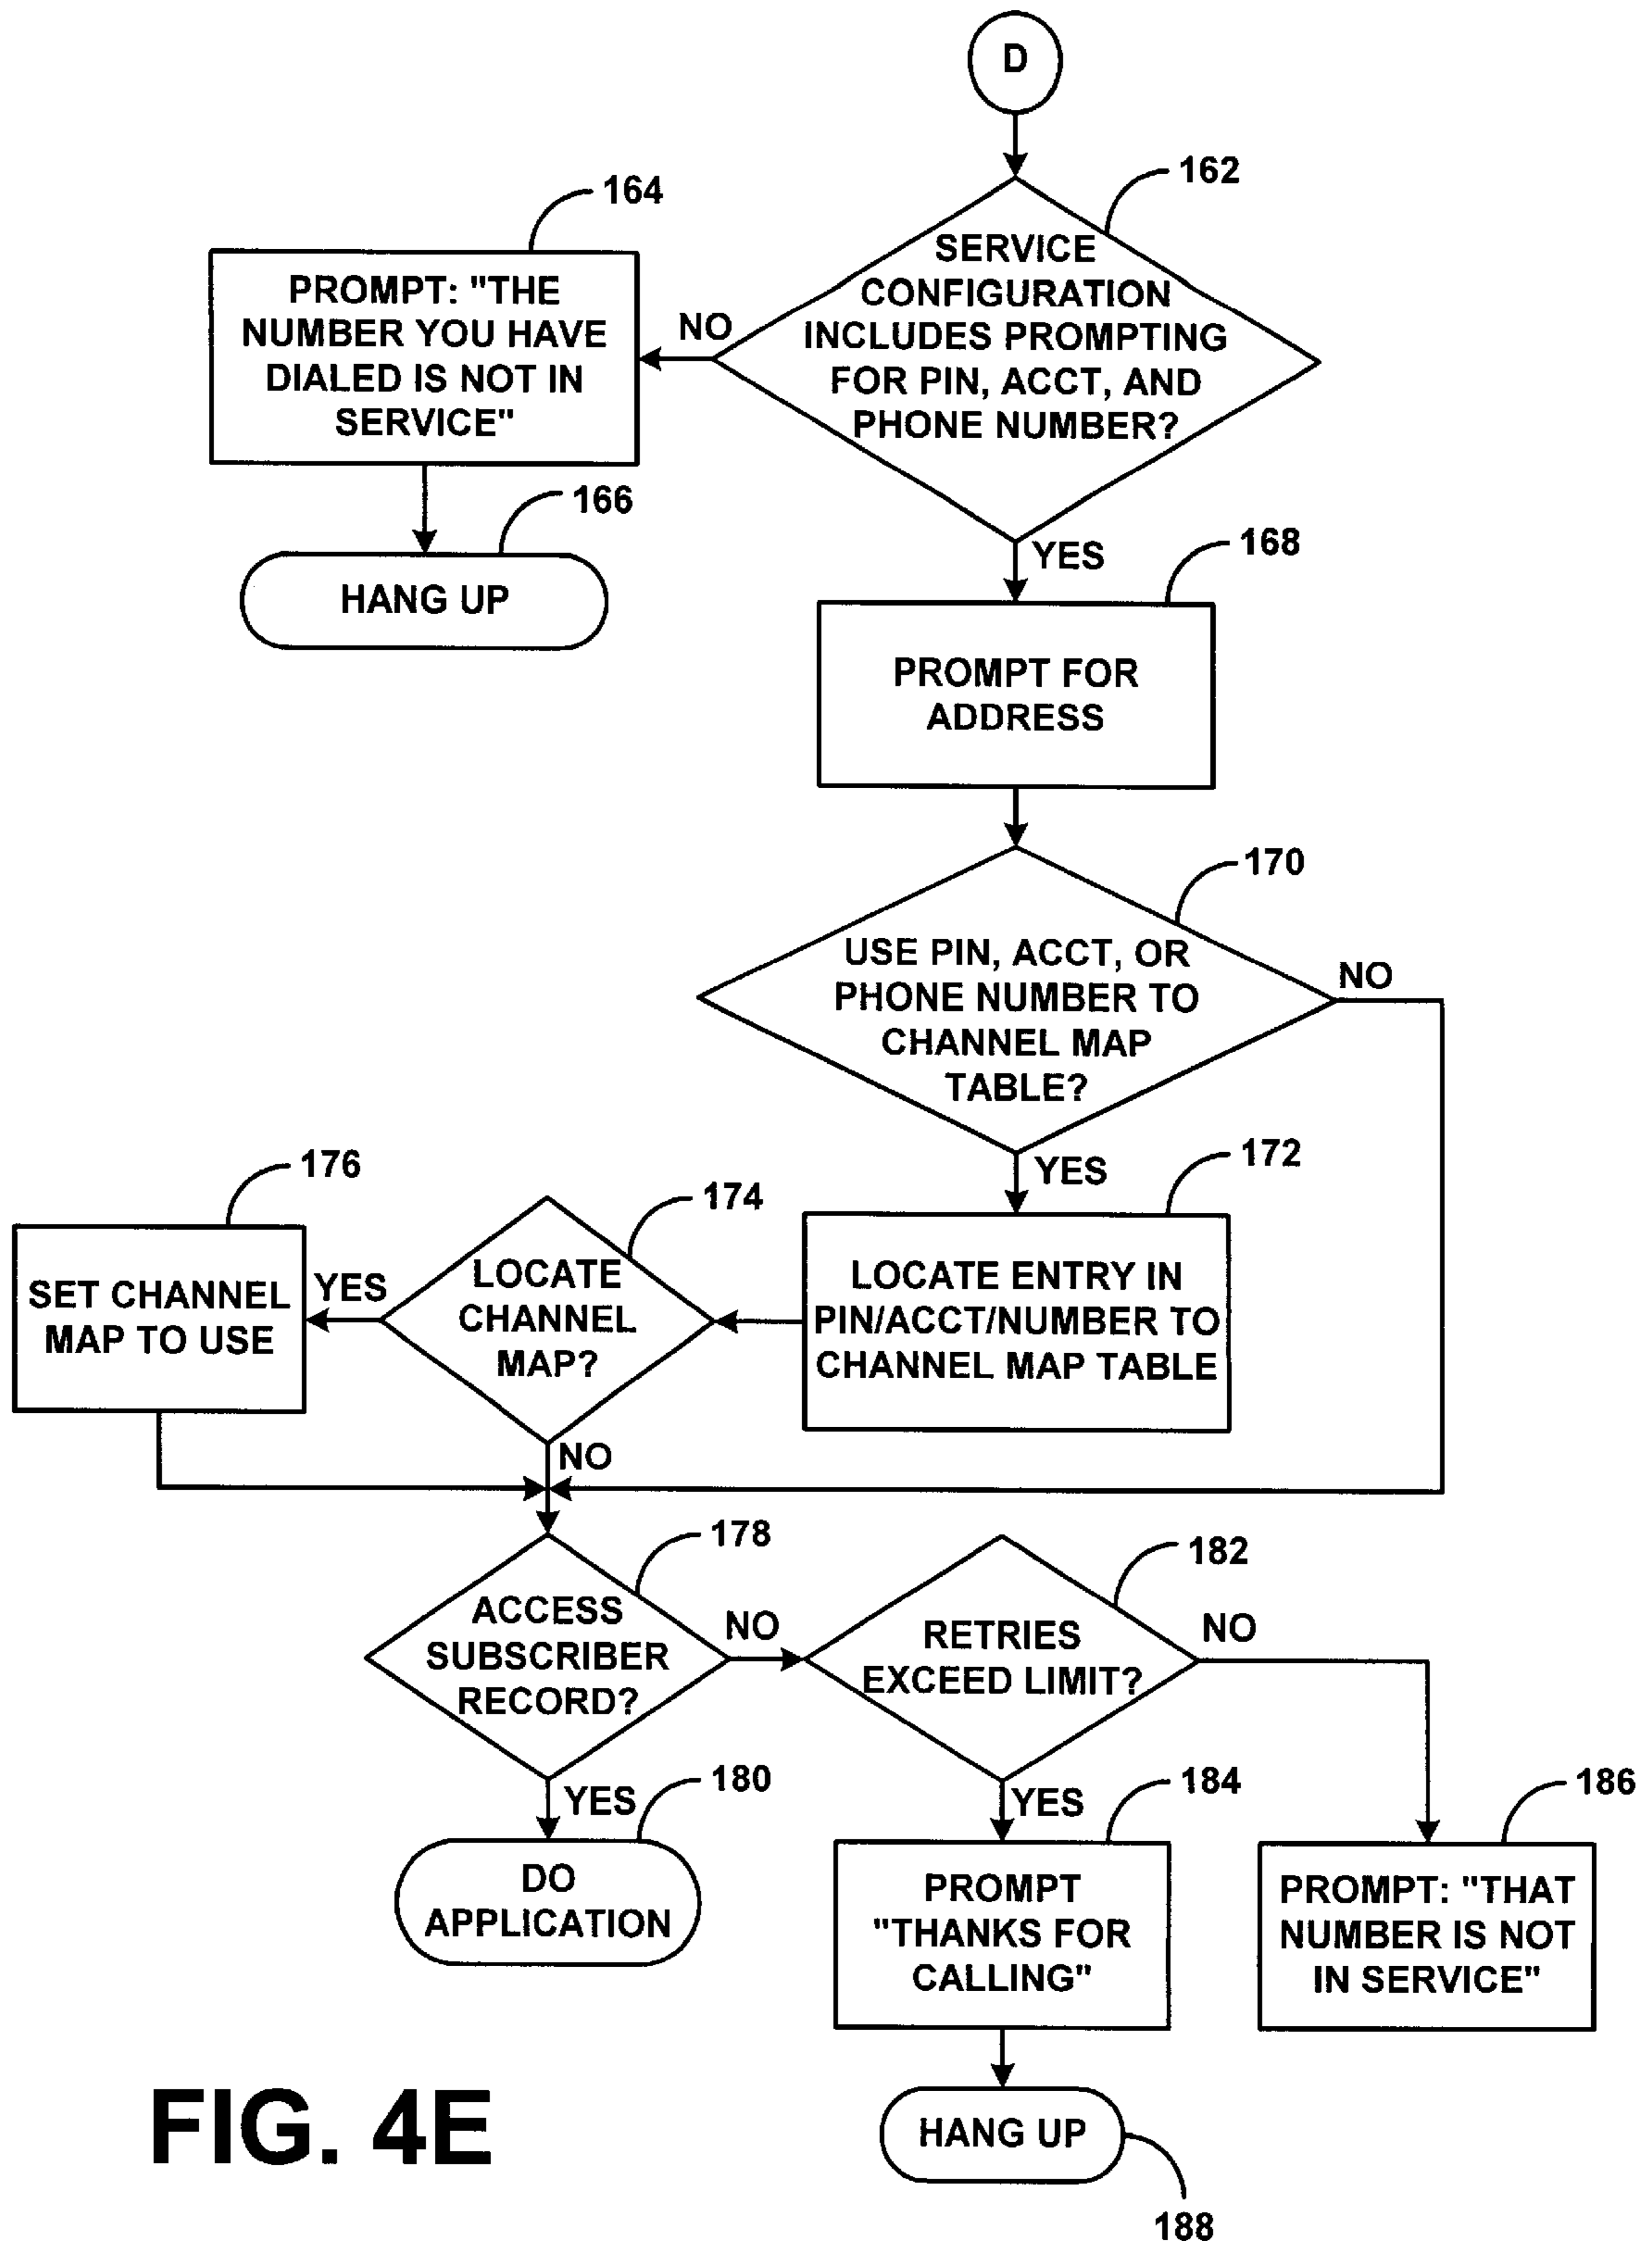 D
162
SERVICE
CONFIGURATION
INCLUDES PROMPTING
FOR PIN, ACCT, AND
PHONE NUMBER?
NO
164
PROMPT: "THE
NUMBER YOU HAVE
DIALED IS NOT IN
SERVICE"
166
HANG UP
YES
168
PROMPT FOR
ADDRESS
170
USE PIN, ACCT, OR
PHONE NUMBER TO
CHANNEL MAP
TABLE?
NO
YES
172
LOCATE ENTRY IN
PIN/ACCT/NUMBER TO
CHANNEL MAP TABLE
174
LOCATE
CHANNEL
MAP?
YES
176
SET CHANNEL
MAP TO USE
NO
178
ACCESS
SUBSCRIBER
RECORD?
NO
YES
180
DO
APPLICATION
182
RETRIES
EXCEED LIMIT?
NO
YES
184
PROMPT
"THANKS FOR
CALLING"
186
PROMPT: "THAT
NUMBER IS NOT
IN SERVICE"
HANG UP
188
FIG. 4E